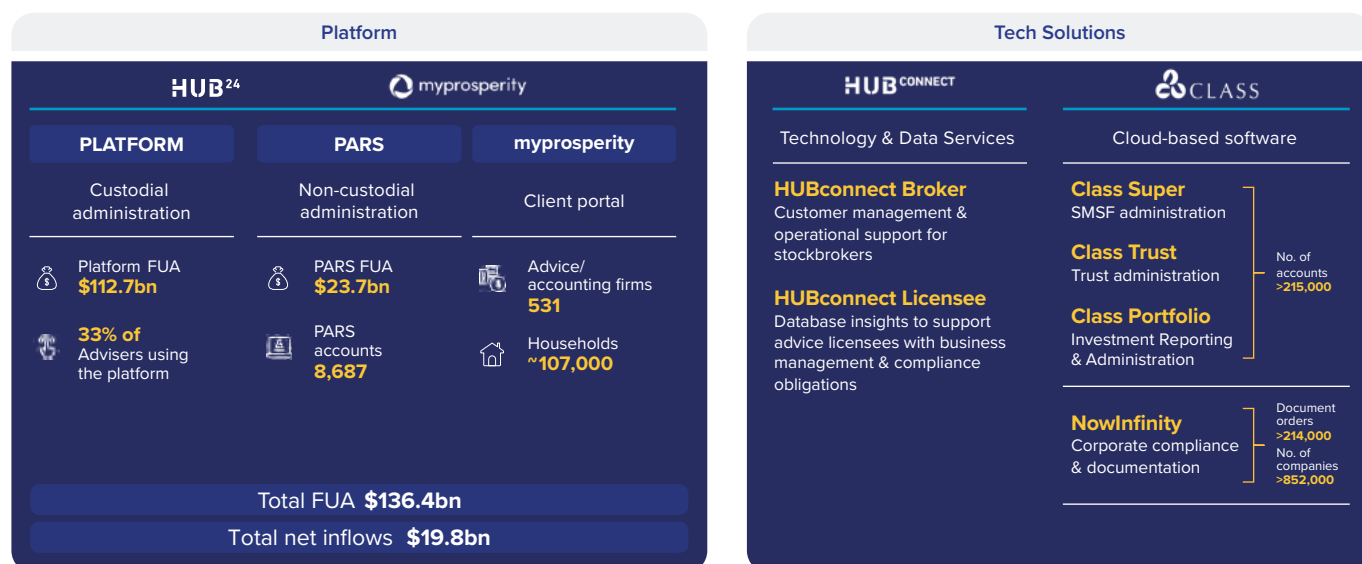 Platform
HUB24
myprosperity
PLATFORM
Custodial
administration
Platform FUA
$112.7bn
33% of
Advisers using
the platform
PARS
Non-custodial
administration
PARS FUA
$23.7bn
PARS
accounts
8,687
myprosperity
Client portal
Advice/
accounting firms
531
Households
~107,000
Total FUA $136.4bn
Total net inflows $19.8bn
Tech Solutions
HUBCONNECT
Technology & Data Services
HUBconnect Broker
Customer management &
operational support for
stockbrokers
HUBconnect Licensee
Database insights to support
advice licensees with business
management & compliance
obligations
CLASS
Cloud-based software
Class Super
SMSF administration
Class Trust
Trust administration
Class Portfolio
Investment Reporting
& Administration
No. of
accounts
>215,000
NowInfinity
Corporate compliance
& documentation
Document
orders
>214,000
No. of
companies
>852,000